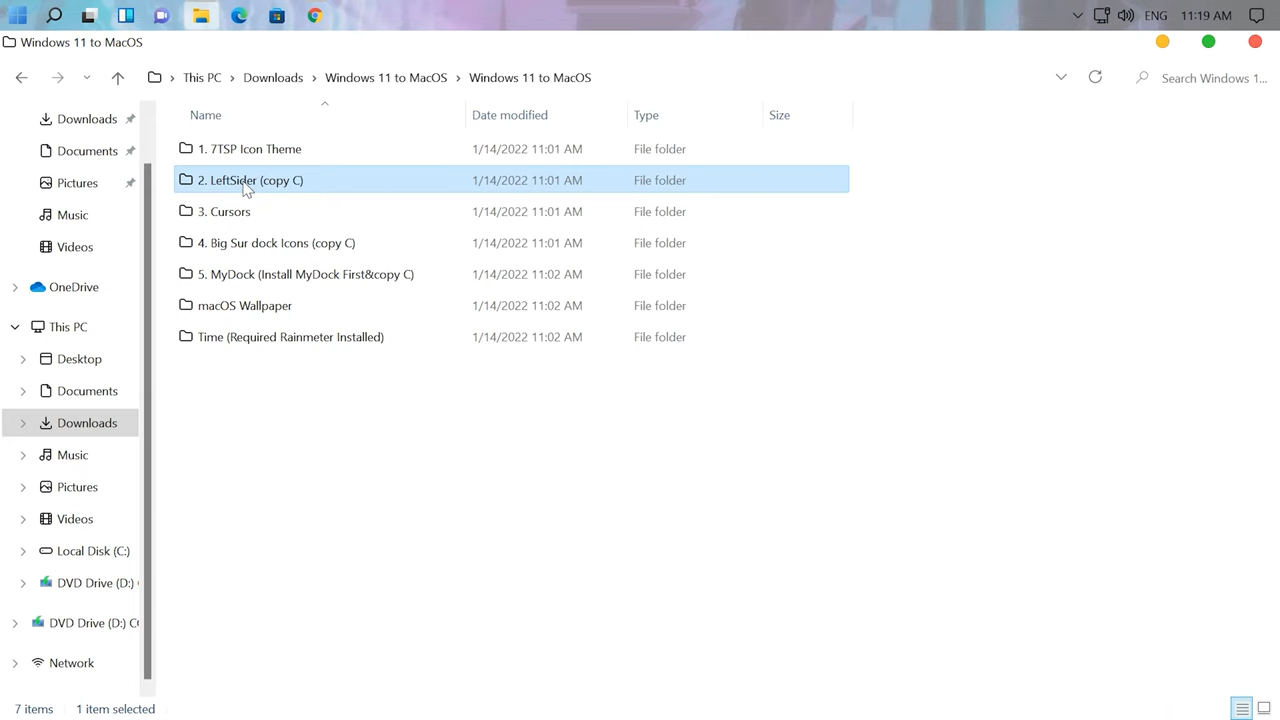 ENG 11:19 AM
Windows 11 to MacOS
This PC Downloads Windows 11 to MacOS Windows 11 to MacOS Search Windows 1...
Name Date modified Type Size
Downloads
Documents
Pictures
Music
Videos
OneDrive
This PC
Desktop
Documents
Downloads
Music
Pictures
Videos
Local Disk (C:)
DVD Drive (D:)
DVD Drive (D:) C
Network
1. 7TSP Icon Theme 1/14/2022 11:01 AM File folder
2. LeftSider (copy C) 1/14/2022 11:01 AM File folder
3. Cursors 1/14/2022 11:01 AM File folder
4. Big Sur dock Icons (copy C) 1/14/2022 11:01 AM File folder
5. MyDock (Install MyDock First&copy C) 1/14/2022 11:02 AM File folder
macOS Wallpaper 1/14/2022 11:02 AM File folder
Time (Required Rainmeter Installed) 1/14/2022 11:02 AM File folder
7 items 1 item selected